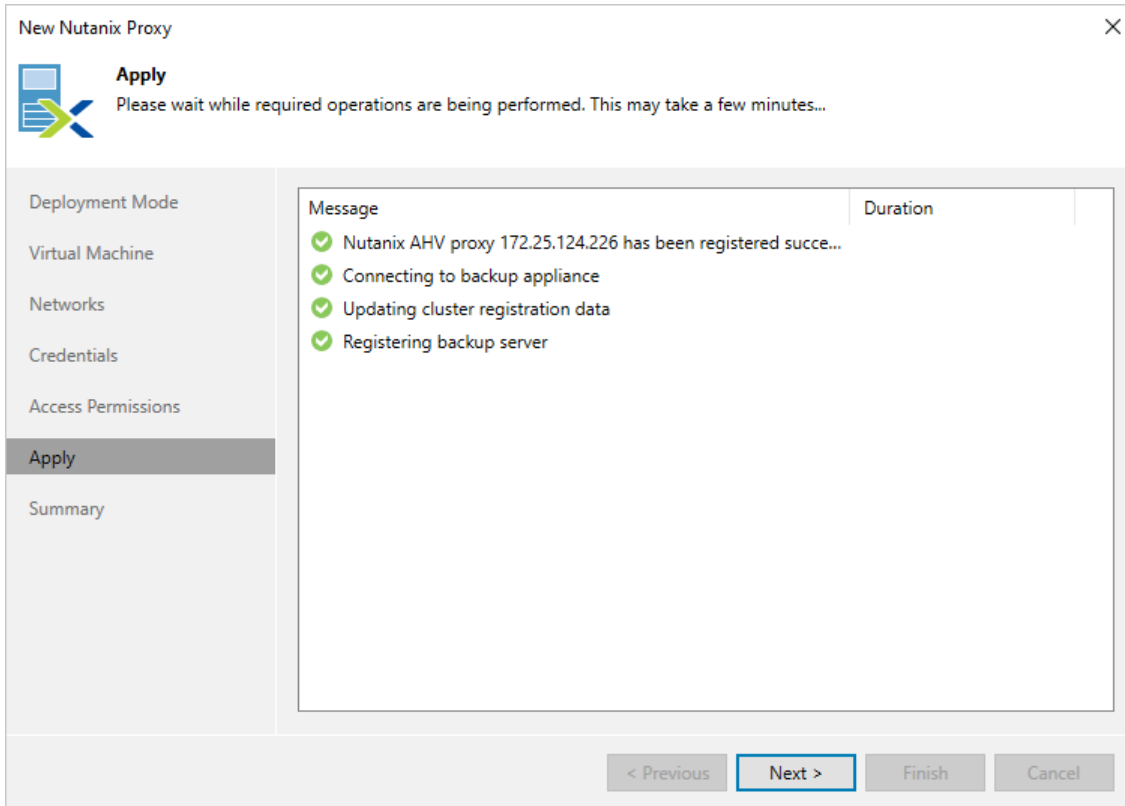 New Nutanix Proxy
Apply
Please wait while required operations are being performed. This may take a few minutes...
Deployment Mode
Virtual Machine
Networks
Credentials
Access Permissions
Apply
Summary
Message Duration
Nutanix AHV proxy 172.25.124.226 has been registered succe...
Connecting to backup appliance
Updating cluster registration data
Registering backup server
< Previous Next > Finish Cancel